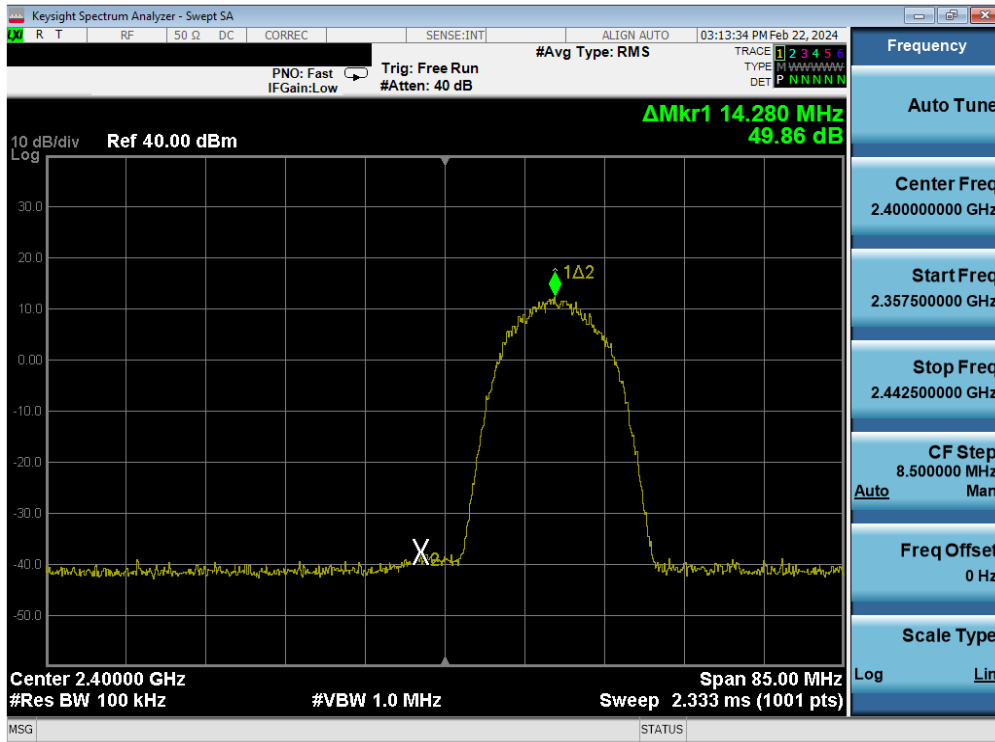 Keysight Spectrum Analyzer - Swept SA
LXI R T RF 50 Ω DC CORREC SENSE:INT ALIGN AUTO 03:13:34 PM Feb 22, 2024
#Avg Type: RMS
TRACE 1 2 3 4 5 6
TYPE M WWWWW
DET P N N N N N
PNO: Fast
IFGain:Low
Trig: Free Run
#Atten: 40 dB
ΔMkr1 14.280 MHz
49.86 dB
10 dB/div
Log
Ref 40.00 dBm
30.0
20.0
1Δ2
10.0
0.00
-10.0
-20.0
-30.0
-40.0
-50.0
Center 2.40000 GHz
Span 85.00 MHz
#Res BW 100 kHz
#VBW 1.0 MHz
Sweep 2.333 ms (1001 pts)
MSG
STATUS
Frequency
Auto Tune
Center Freq
2.400000000 GHz
Start Freq
2.357500000 GHz
Stop Freq
2.442500000 GHz
CF Step
8.500000 MHz
Auto Man
Freq Offset
0 Hz
Scale Type
Log Lin